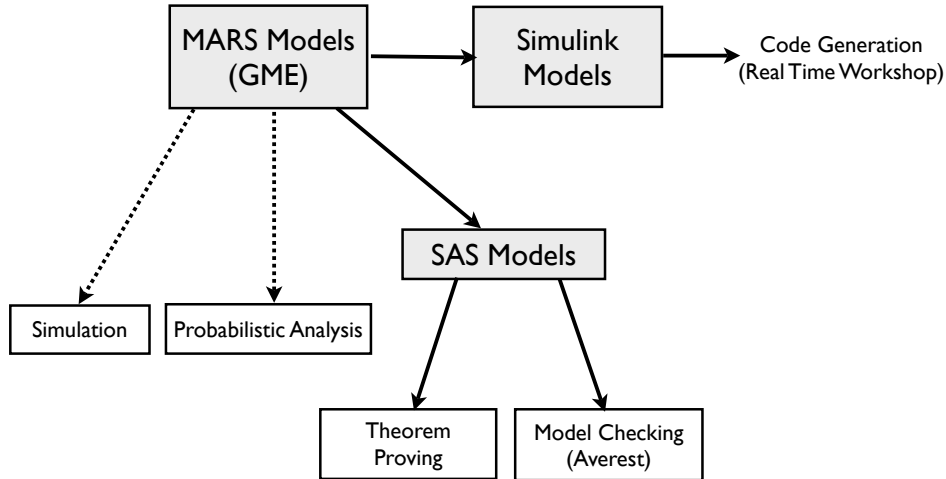 MARS Models
(GME)
Simulink
Models
Code Generation
(Real Time Workshop)
SAS Models
Simulation
Probabilistic Analysis
Theorem
Proving
Model Checking
(Averest)